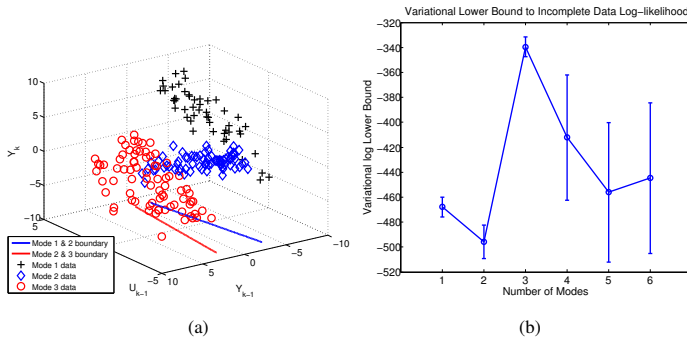 10
5
0
−5
−10
Y_k
5
0
−5
U_{k−1}
10
5
0
−5
−10
Y_{k−1}
Mode 1 & 2 boundary
Mode 2 & 3 boundary
Mode 1 data
Mode 2 data
Mode 3 data
(a)
Variational Lower Bound to Incomplete Data Log−likelihood
−320
−340
−360
−380
−400
−420
−440
−460
−480
−500
−520
Variational log Lower Bound
1 2 3 4 5 6
Number of Modes
(b)